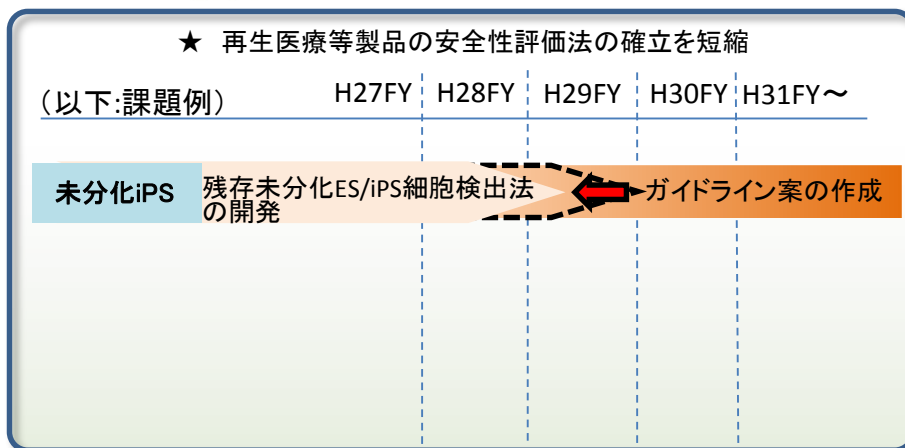 ★ 再生医療等製品の安全性評価法の確立を短縮
（以下:課題例） H27FY H28FY H29FY H30FY H31FY～
未分化iPS 残存未分化ES/iPS細胞検出法の開発 ガイドライン案の作成